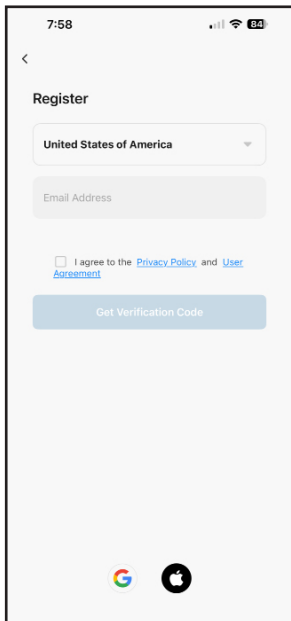 7:58
84
Register
United States of America
Email Address
I agree to the Privacy Policy and User
Agreement
Get Verification Code